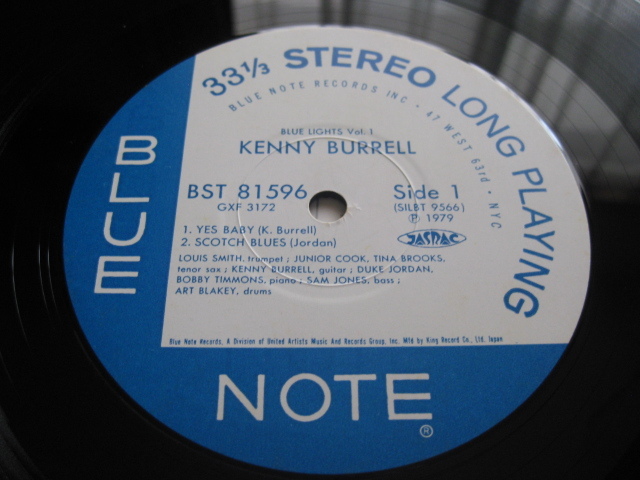 33 1/3 STEREO LONG PLAYING
BLUE NOTE RECORDS INC • 47 WEST 63rd • NYC
BLUE LIGHTS Vol. 1
KENNY BURRELL
BST 81596 Side 1
GXF 3172 (SILBT 9566)
Ⓟ 1979
JASRAC
1. YES BABY (K. Burrell)
2. SCOTCH BLUES (Jordan)
LOUIS SMITH, trumpet ; JUNIOR COOK, TINA BROOKS,
tenor sax ; KENNY BURRELL, guitar ; DUKE JORDAN,
BOBBY TIMMONS, piano ; SAM JONES, bass ;
ART BLAKEY, drums
Blue Note Records, A Division of United Artists Music And Records Group, Inc. Mfd by King Record Co., Ltd. Japan
BLUE
NOTE®